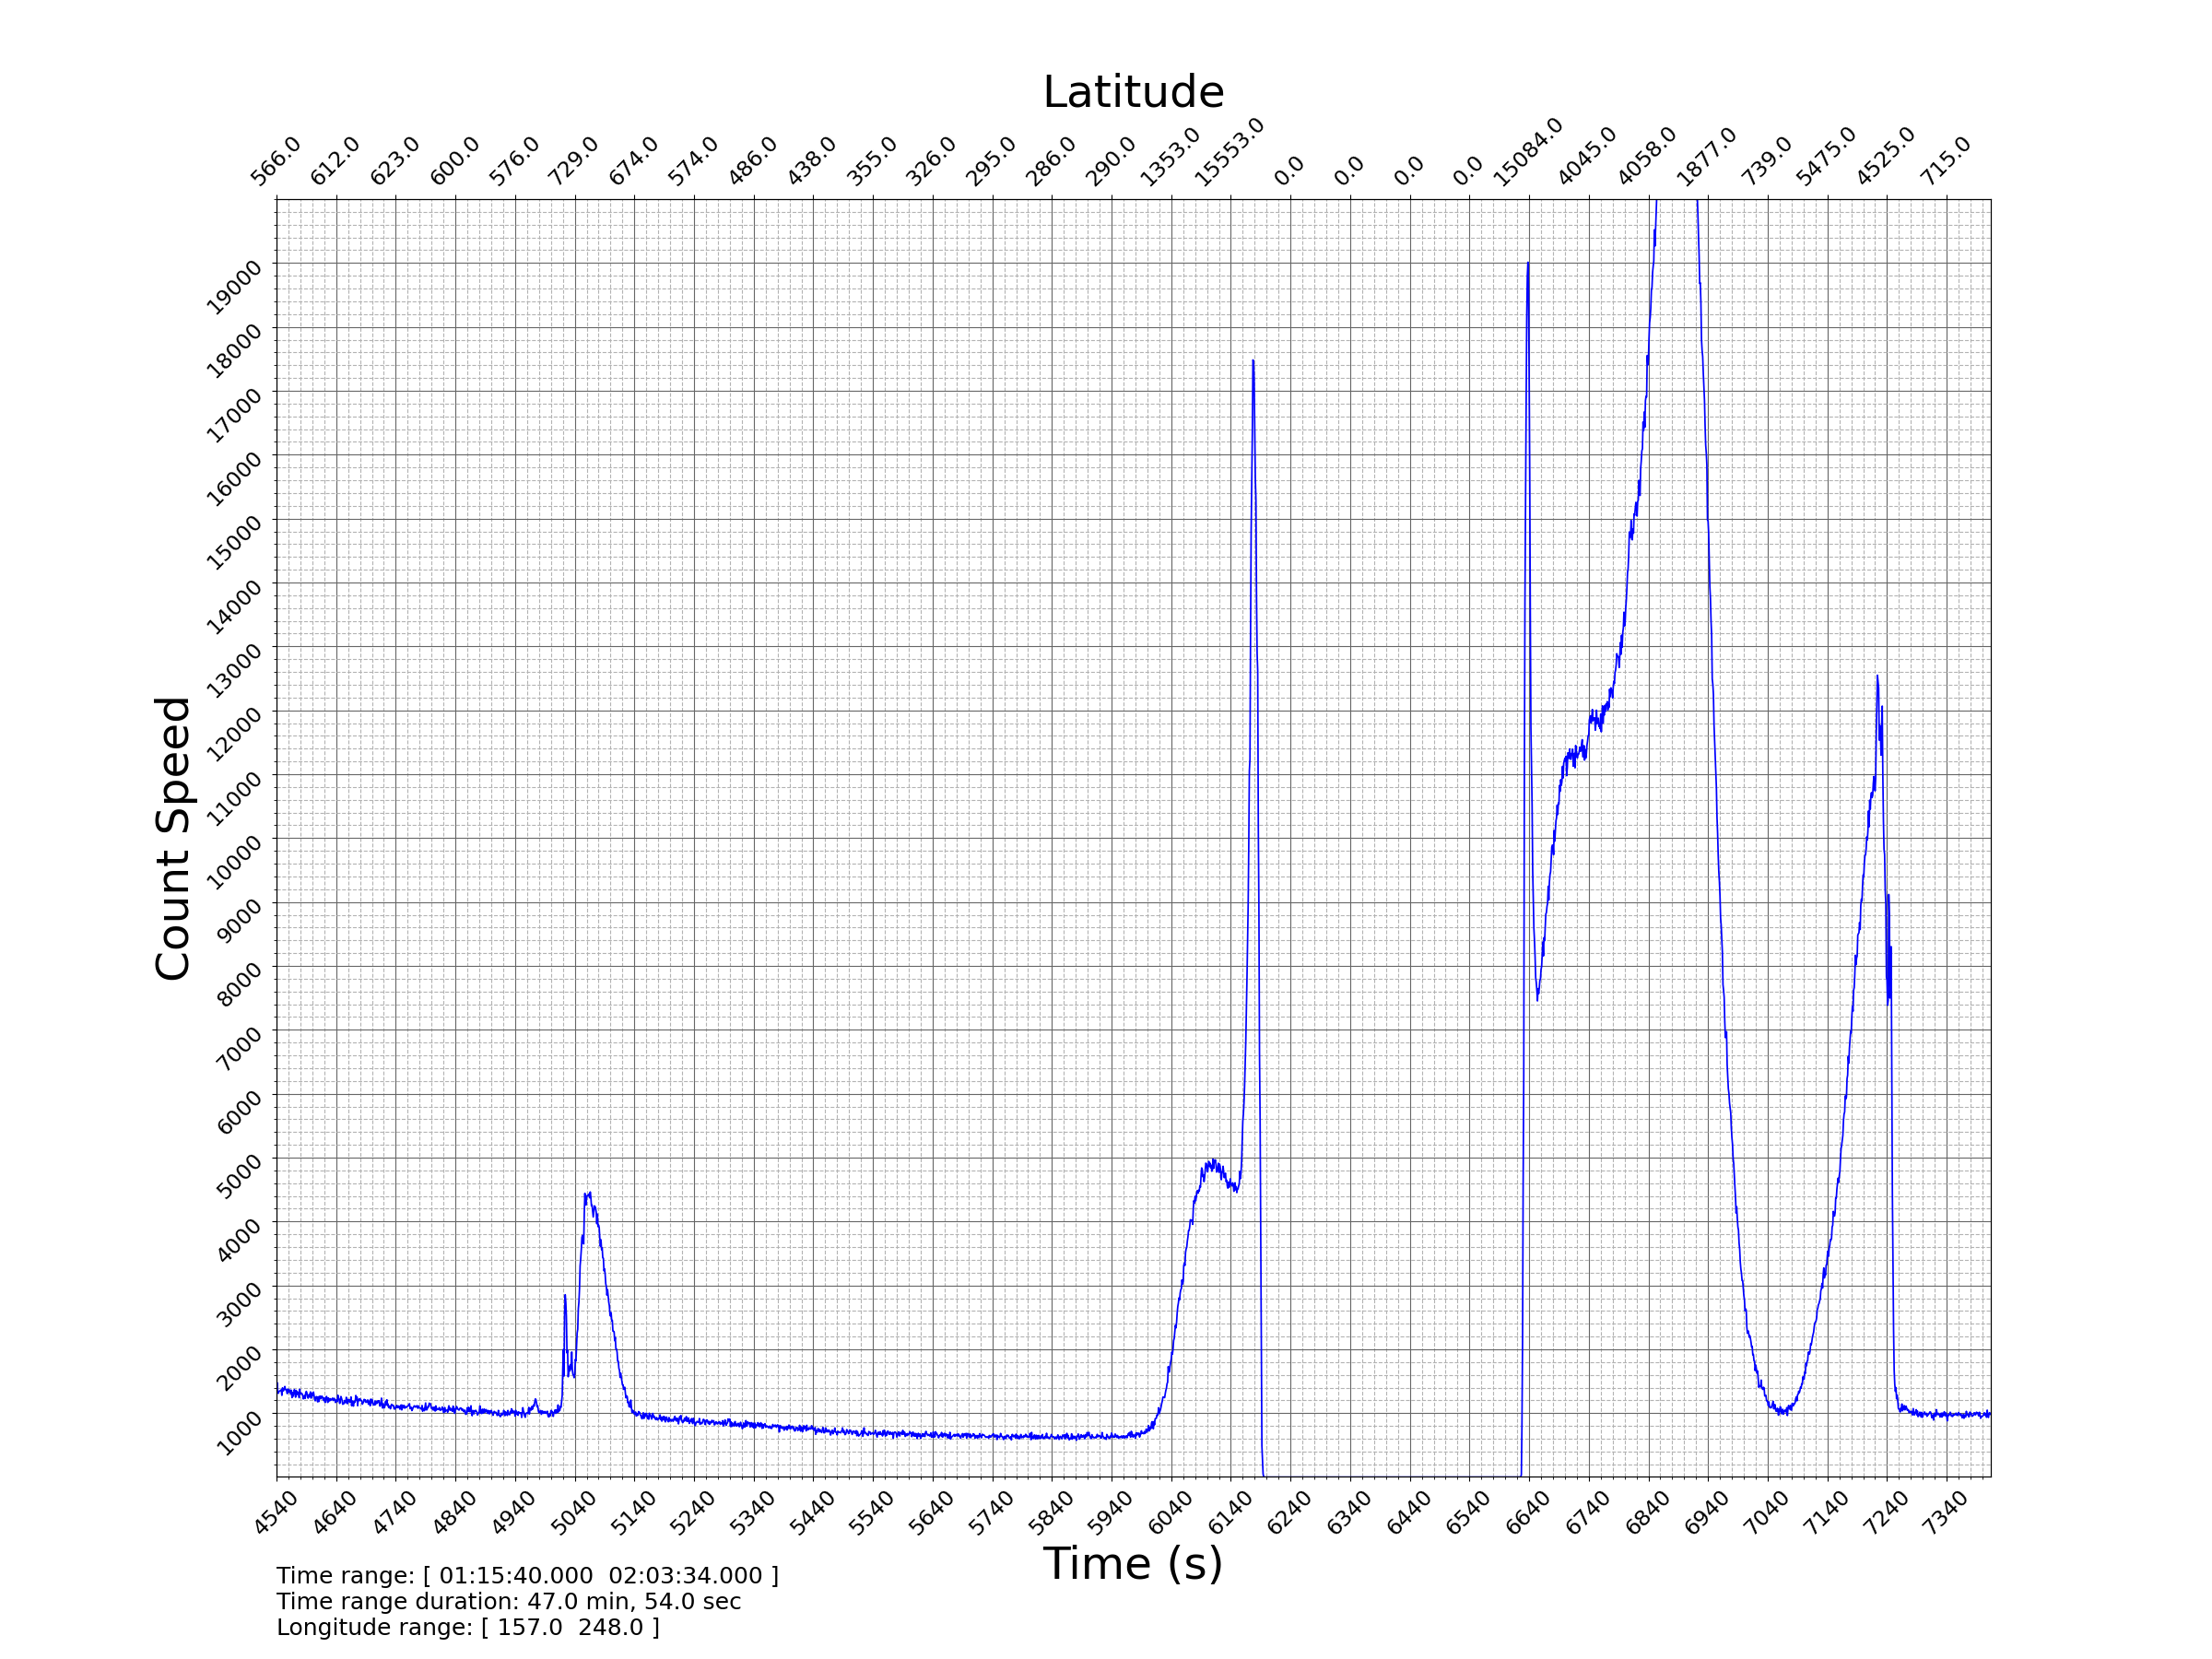 Latitude
566.0 612.0 623.0 600.0 576.0 729.0 674.0 574.0 486.0 438.0 355.0 326.0 295.0 286.0 290.0 1353.0 15553.0 0.0 0.0 0.0 0.0 15084.0 4045.0 4058.0 1877.0 739.0 5475.0 4525.0 715.0
Count Speed
19000
18000
17000
16000
15000
14000
13000
12000
11000
10000
9000
8000
7000
6000
5000
4000
3000
2000
1000
4540 4640 4740 4840 4940 5040 5140 5240 5340 5440 5540 5640 5740 5840 5940 6040 6140 6240 6340 6440 6540 6640 6740 6840 6940 7040 7140 7240 7340
Time (s)
Time range: [ 01:15:40.000  02:03:34.000 ]
Time range duration: 47.0 min, 54.0 sec
Longitude range: [ 157.0  248.0 ]